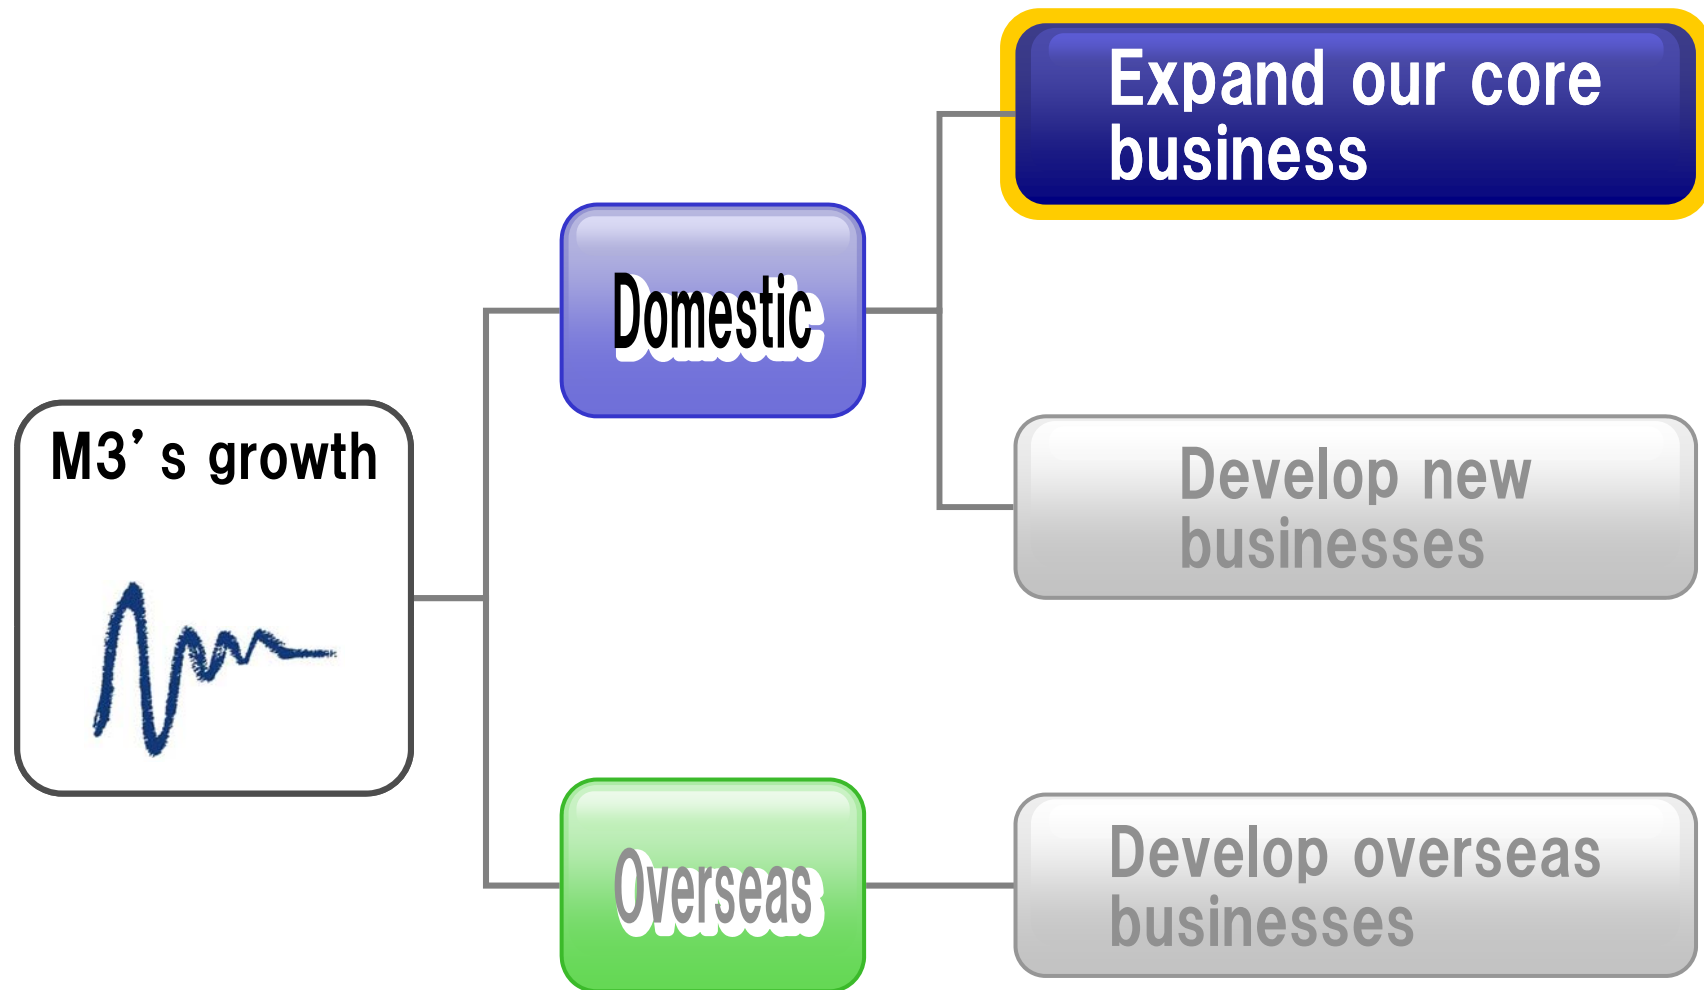 Expand our core
business
Domestic
M3’s growth
Develop new
businesses
Overseas
Develop overseas
businesses